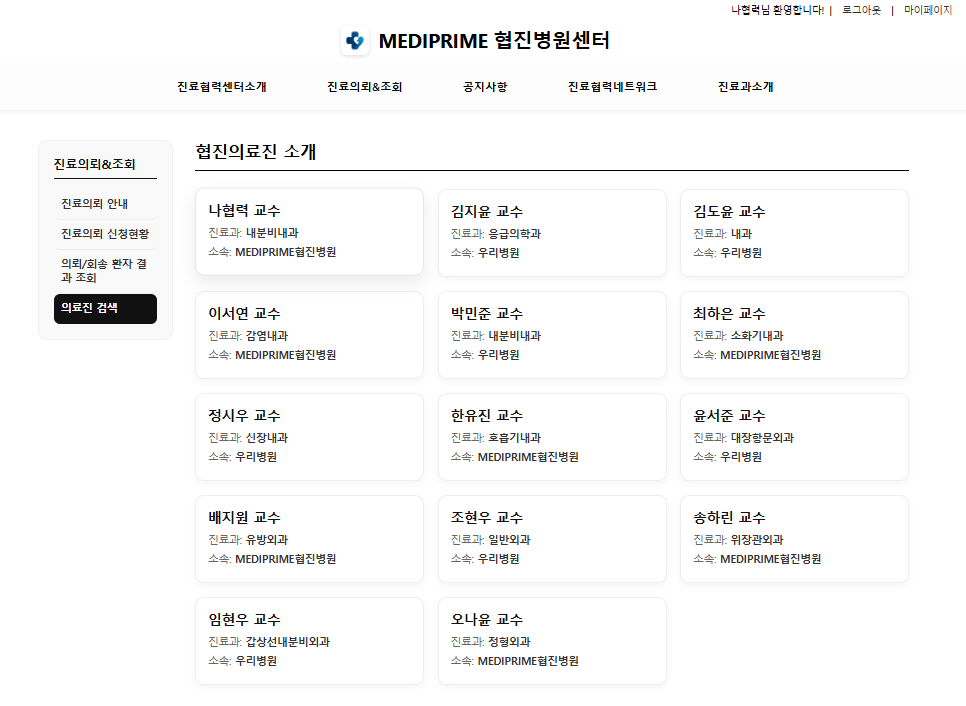 나협력님 환영합니다! | 로그아웃 | 마이페이지
MEDIPRIME 협진병원센터
진료협력센터소개 진료의뢰&조회 공지사항 진료협력네트워크 진료과소개
진료의뢰&조회
진료의뢰 안내
진료의뢰 신청현황
의뢰/회송 환자 결
과 조회
의료진 검색
협진의료진 소개
나협력 교수
진료과: 내분비내과
소속: MEDIPRIME협진병원
김지윤 교수
진료과: 응급의학과
소속: 우리병원
김도윤 교수
진료과: 내과
소속: 우리병원
이서연 교수
진료과: 감염내과
소속: MEDIPRIME협진병원
박민준 교수
진료과: 내분비내과
소속: 우리병원
최하은 교수
진료과: 소화기내과
소속: MEDIPRIME협진병원
정시우 교수
진료과: 신장내과
소속: 우리병원
한유진 교수
진료과: 호흡기내과
소속: MEDIPRIME협진병원
윤서준 교수
진료과: 대장항문외과
소속: 우리병원
배지원 교수
진료과: 유방외과
소속: MEDIPRIME협진병원
조현우 교수
진료과: 일반외과
소속: 우리병원
송하린 교수
진료과: 위장관외과
소속: MEDIPRIME협진병원
임현우 교수
진료과: 갑상선내분비외과
소속: 우리병원
오나윤 교수
진료과: 정형외과
소속: MEDIPRIME협진병원